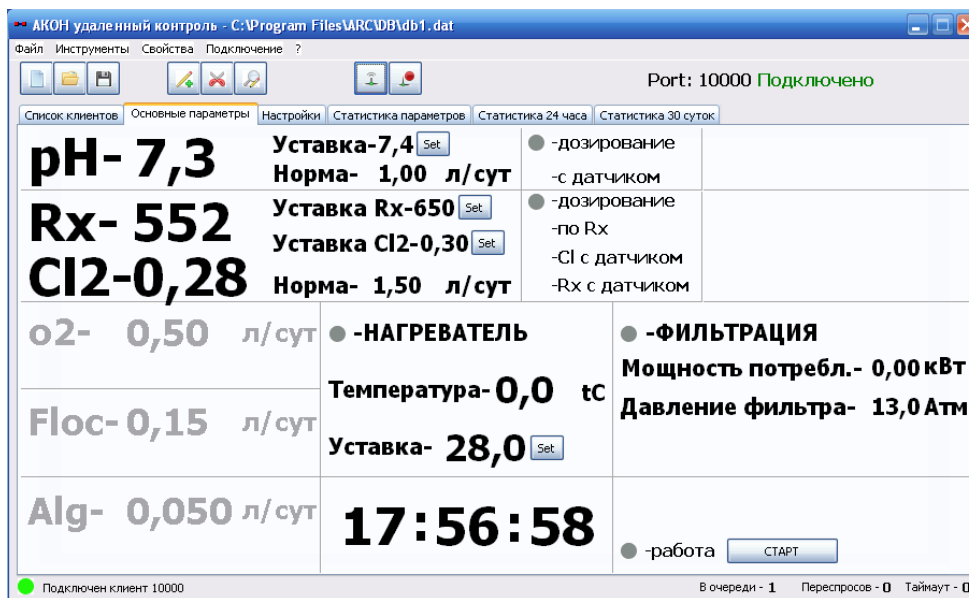 АКОН удаленный контроль - C:\Program Files\ARC\DB\db1.dat
Файл Инструменты Свойства Подключение ?
Port: 10000 Подключено
Список клиентов Основные параметры Настройки Статистика параметров Статистика 24 часа Статистика 30 суток
pH- 7,3
Уставка-7,4 Set
Норма- 1,00 л/сут
-дозирование
-с датчиком
Rx- 552
Cl2-0,28
Уставка Rx-650 Set
Уставка Cl2-0,30 Set
Норма- 1,50 л/сут
-дозирование
-по Rx
-Cl с датчиком
-Rx с датчиком
o2- 0,50 л/сут
Floc- 0,15 л/сут
Alg- 0,050 л/сут
-НАГРЕВАТЕЛЬ
Температура- 0,0 tC
Уставка- 28,0 Set
17:56:58
-ФИЛЬТРАЦИЯ
Мощность потребл.- 0,00 кВт
Давление фильтра- 13,0 Атм
-работа СТАРТ
Подключен клиент 10000
В очереди - 1 Переспросов - 0 Таймаут - 0